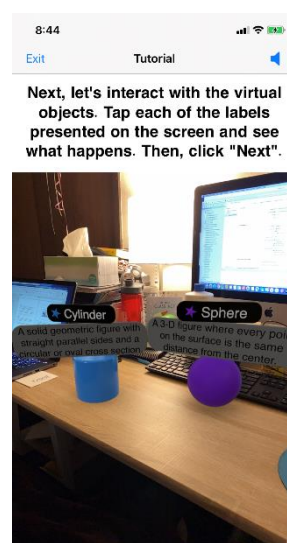 8:44
Exit
Tutorial
Next, let's interact with the virtual
objects. Tap each of the labels
presented on the screen and see
what happens. Then, click "Next".
Cylinder
A solid geometric figure with
straight parallel sides and a
circular or oval cross section.
Sphere
A 3-D figure where every poi
on the surface is the same
distance from the center.